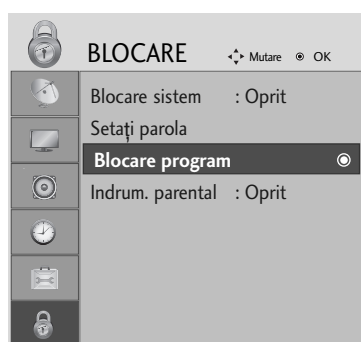 BLOCARE Mutare OK
Blocare sistem : Oprit
Setați parola
Blocare program
Indrum. parental : Oprit